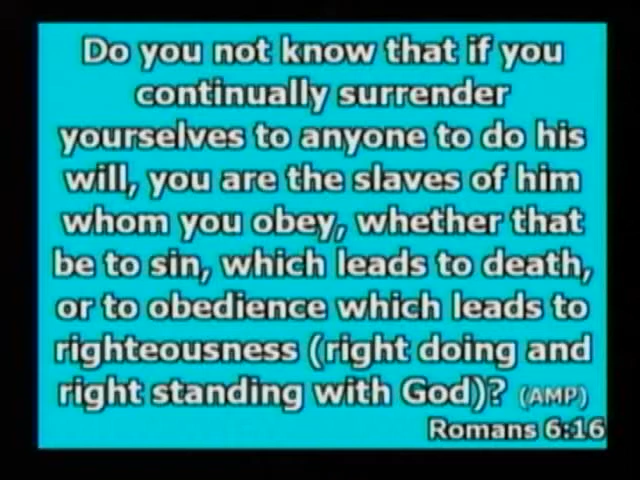 Do you not know that if you
continually surrender
yourselves to anyone to do his
will, you are the slaves of him
whom you obey, whether that
be to sin, which leads to death,
or to obedience which leads to
righteousness (right doing and
right standing with God)? (AMP)
Romans 6:16